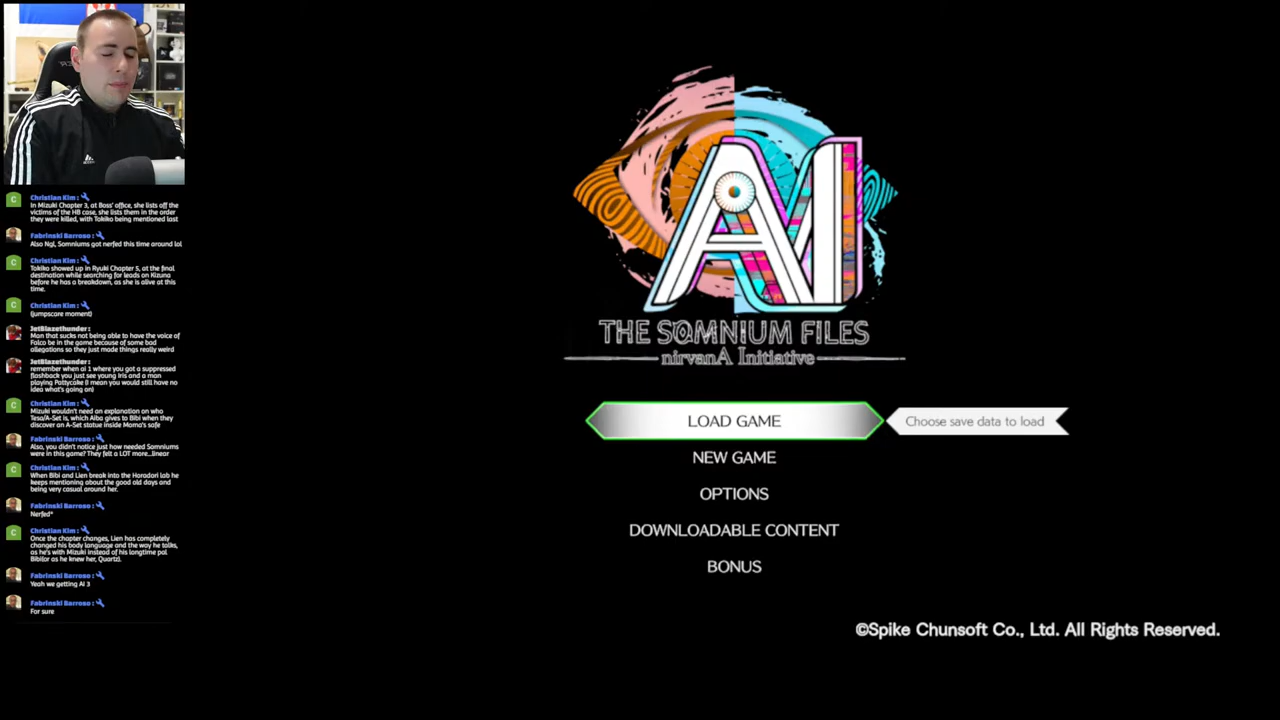 Christian Kim :
In Mizuki Chapter 3, at Boss' office, she lists off the
victims of the HB case, she lists them in the order
they were killed, with Tokiko being mentioned last
Fabrinski Barroso :
Also Ngl, Somniums got nerfed this time around lol
Christian Kim :
Tokiko showed up in Ryuki Chapter 5, at the final
destination while searching for leads on Kizuna
before he has a breakdown, as she is alive at this
time.
Christian Kim :
(jumpscare moment)
JetBlazethunder :
Man that sucks not being able to have the voice of
Falco be in the game because of some bad
allegations so they just made things really weird
JetBlazethunder :
remember when ai 1 where you got a suppressed
flashback you just see young Iris and a man
playing Pattycake (I mean you would still have no
idea what's going on)
Christian Kim :
Mizuki wouldn't need an explanation on who
Tesa/A-Set is, which Aiba gives to Bibi when they
discover an A-Set statue inside Moma's safe
Fabrinski Barroso :
Also, you didn't notice just how needed Somniums
were in this game? They felt a LOT more...linear
Christian Kim :
When Bibi and Lien break into the Horadori lab he
keeps mentioning about the good old days and
being very casual around her.
Fabrinski Barroso :
Nerfed*
Christian Kim :
Once the chapter changes, Lien has completely
changed his body language and the way he talks,
as he's with Mizuki instead of his longtime pal
Bibi(or as he knew her, Quartz).
Fabrinski Barroso :
Yeah we getting AI 3
Fabrinski Barroso :
For sure
AI
THE SOMNIUM FILES
nirvanA Initiative
LOAD GAME
Choose save data to load
NEW GAME
OPTIONS
DOWNLOADABLE CONTENT
BONUS
©Spike Chunsoft Co., Ltd. All Rights Reserved.